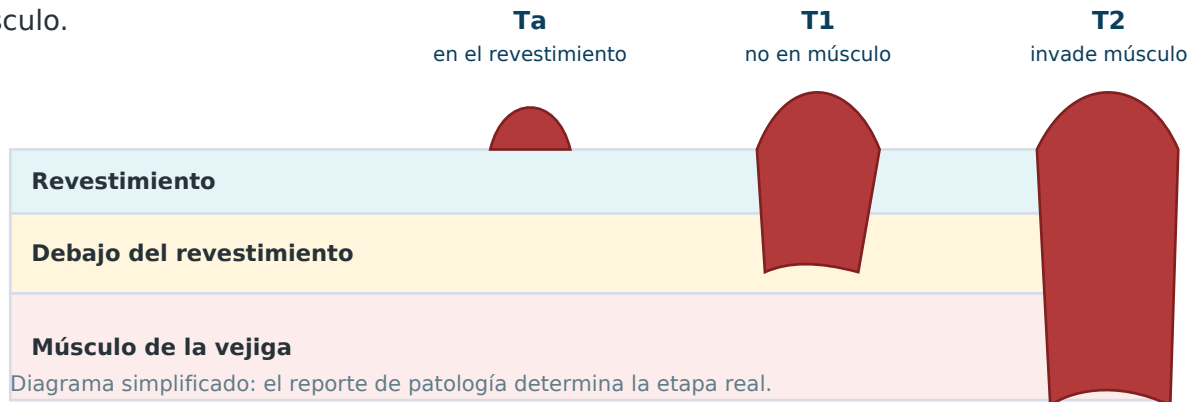 Ta T1 T2
en el revestimiento no en músculo invade músculo
Revestimiento
Debajo del revestimiento
Músculo de la vejiga
Diagrama simplificado: el reporte de patología determina la etapa real.